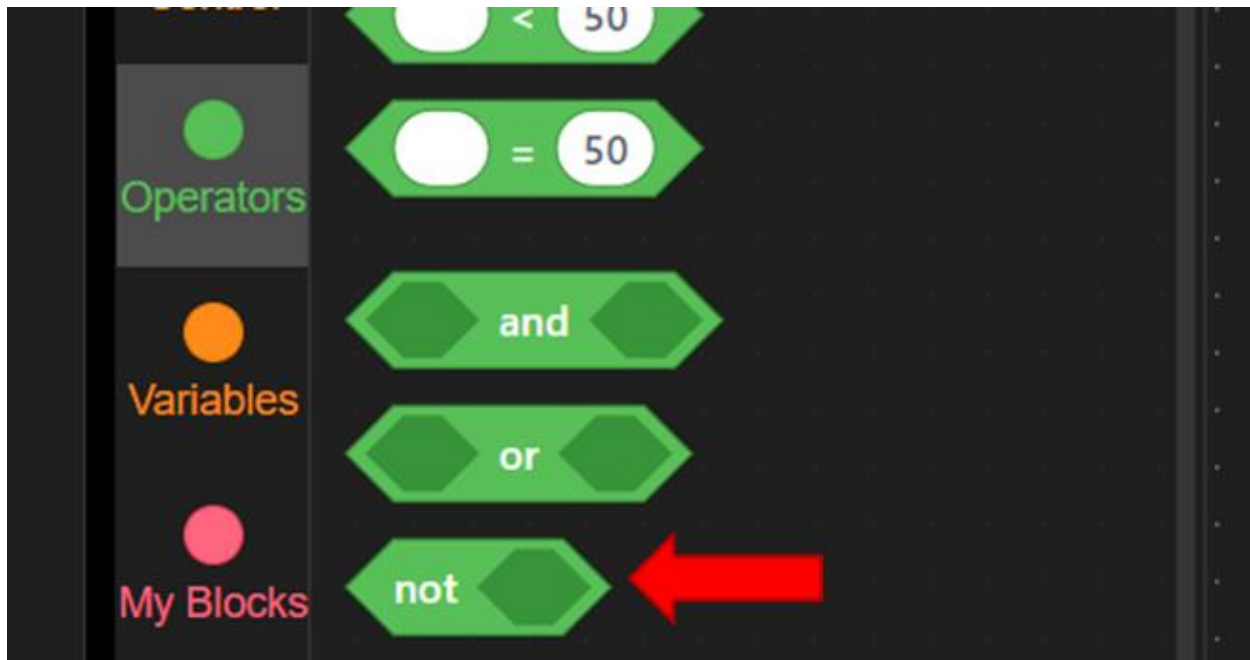 < 50
= 50
Operators
and
Variables
or
not
My Blocks